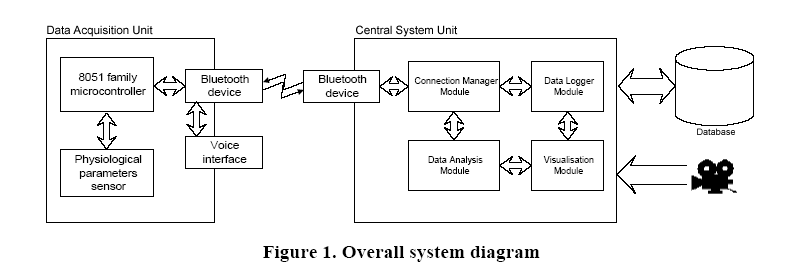 Data Acquisition Unit
Central System Unit
8051 family
microcontroller
Bluetooth
device
Bluetooth
device
Connection Manager
Module
Data Logger
Module
Database
Physiological
parameters
sensor
Voice
interface
Data Analysis
Module
Visualisation
Module
Figure 1. Overall system diagram